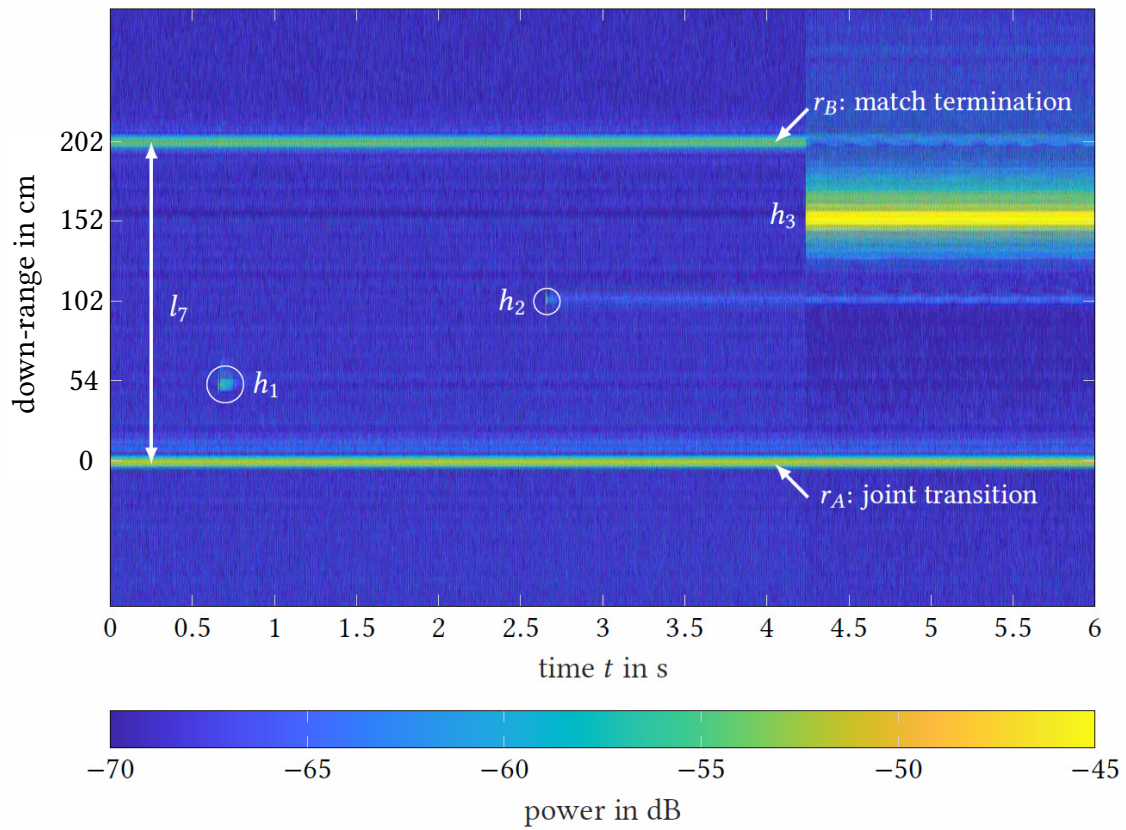 r_B: match termination
202
h_3
152
down-range in cm
h_2
102
l_7
h_1
54
0
r_A: joint transition
0 0.5 1 1.5 2 2.5 3 3.5 4 4.5 5 5.5 6
time t in s
−70 −65 −60 −55 −50 −45
power in dB